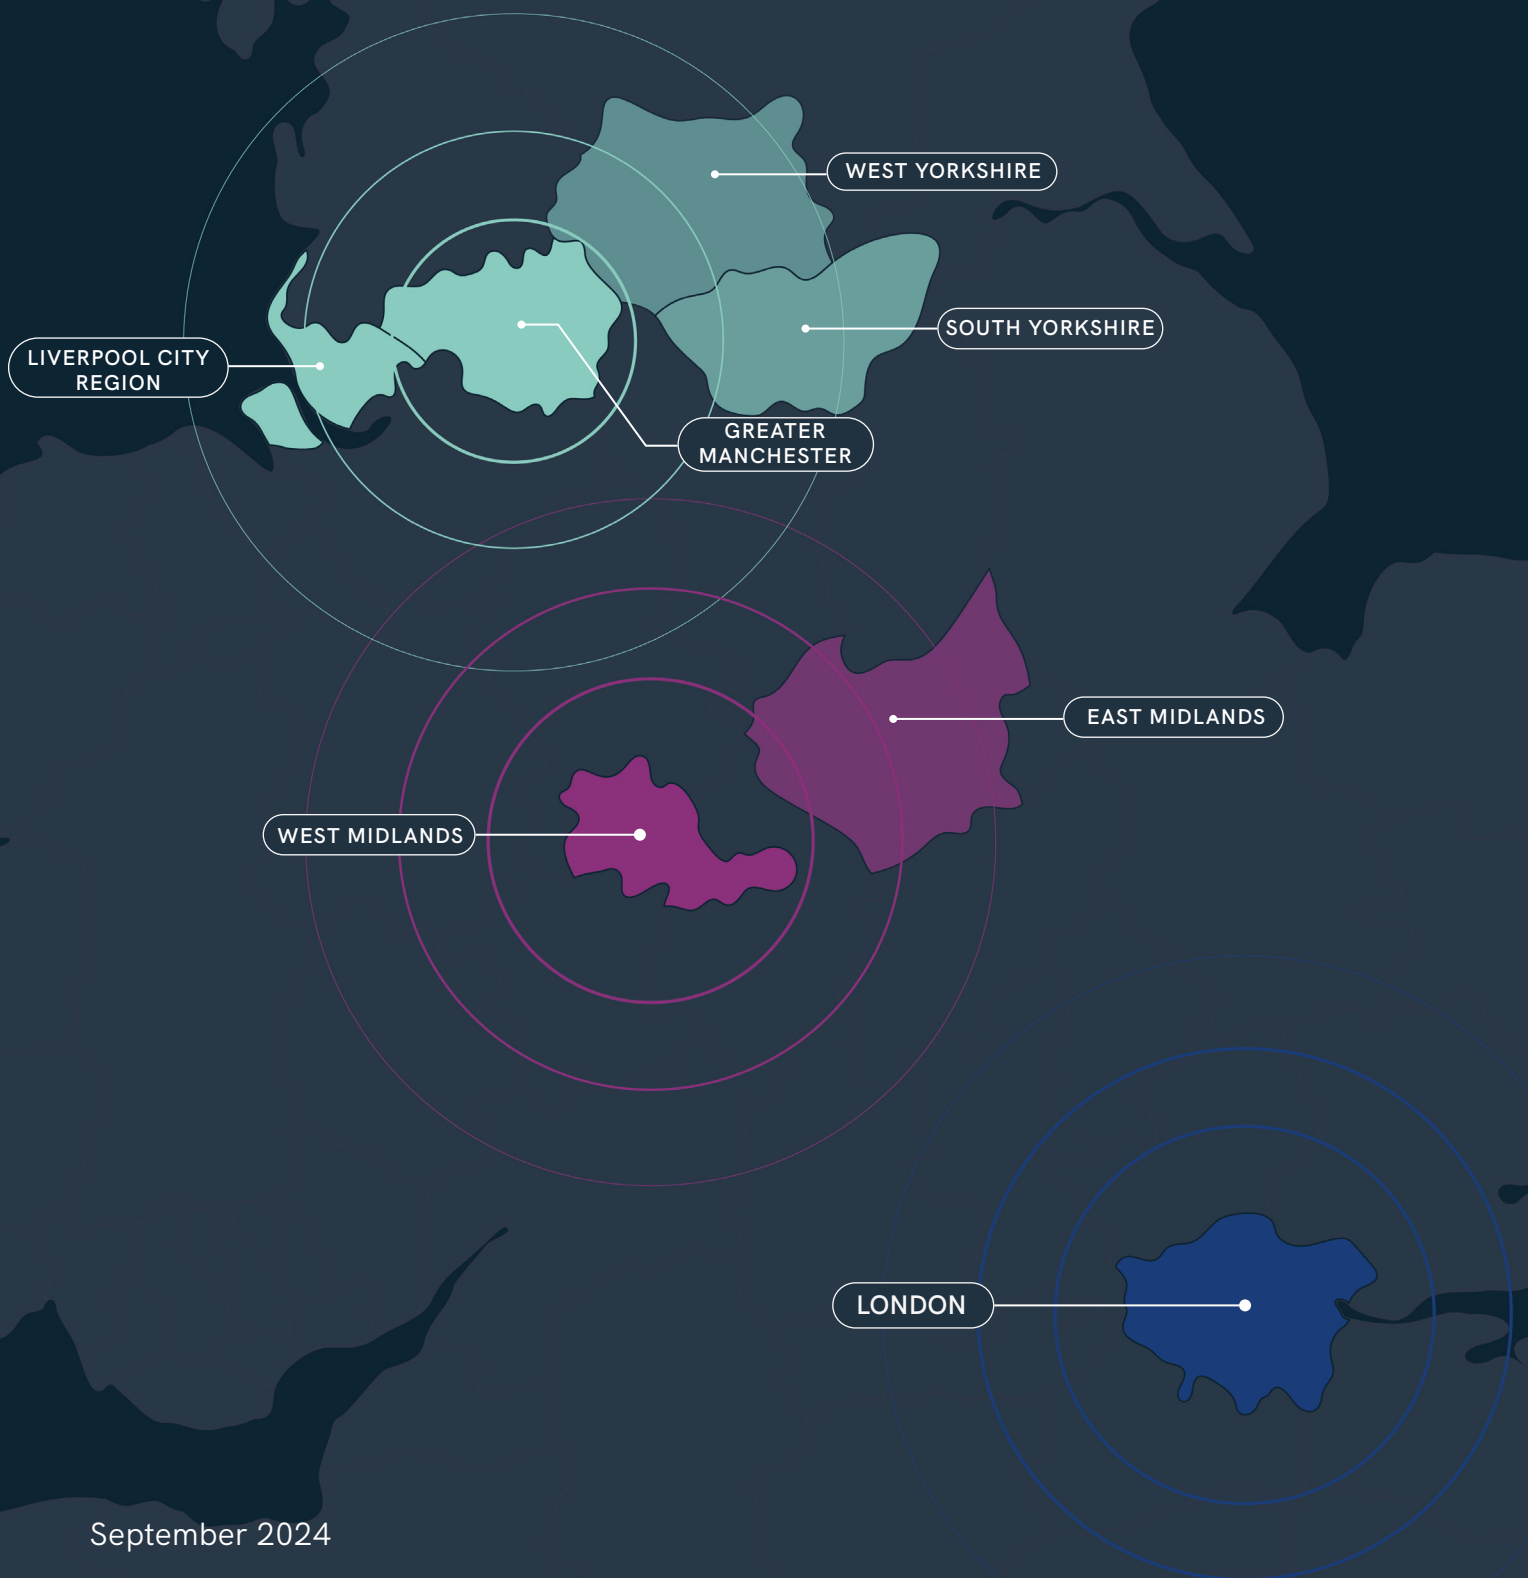 WEST YORKSHIRE
SOUTH YORKSHIRE
LIVERPOOL CITY
REGION
GREATER
MANCHESTER
EAST MIDLANDS
WEST MIDLANDS
LONDON
September 2024